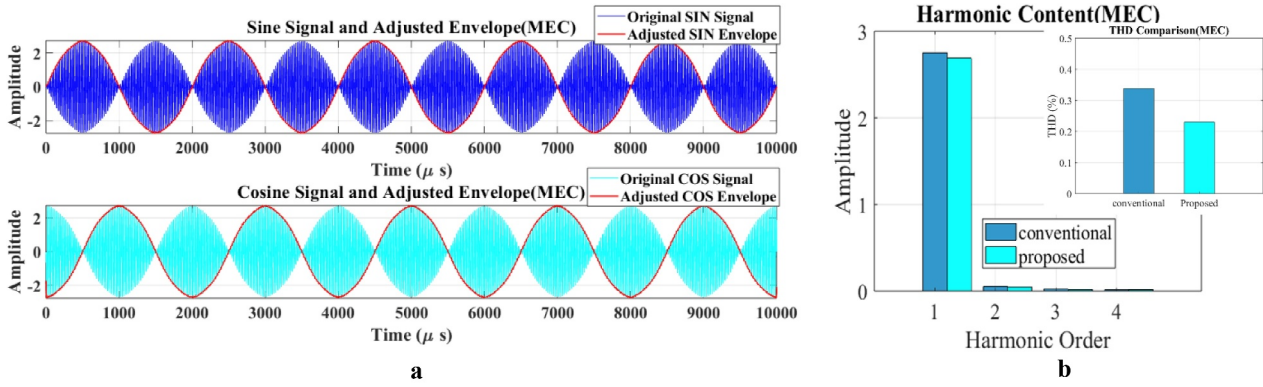 Sine Signal and Adjusted Envelope(MEC)
Original SIN Signal
Adjusted SIN Envelope
Amplitude
2
0
-2
0 1000 2000 3000 4000 5000 6000 7000 8000 9000 10000
Time (μ s)
Cosine Signal and Adjusted Envelope(MEC)
Original COS Signal
Adjusted COS Envelope
Amplitude
2
0
-2
0 1000 2000 3000 4000 5000 6000 7000 8000 9000 10000
Time (μ s)
a
Harmonic Content(MEC)
Amplitude
3
2
1
0
1 2 3 4
Harmonic Order
conventional
proposed
THD Comparison(MEC)
THD (%)
0.5
0.4
0.3
0.2
0.1
0
conventional Proposed
b